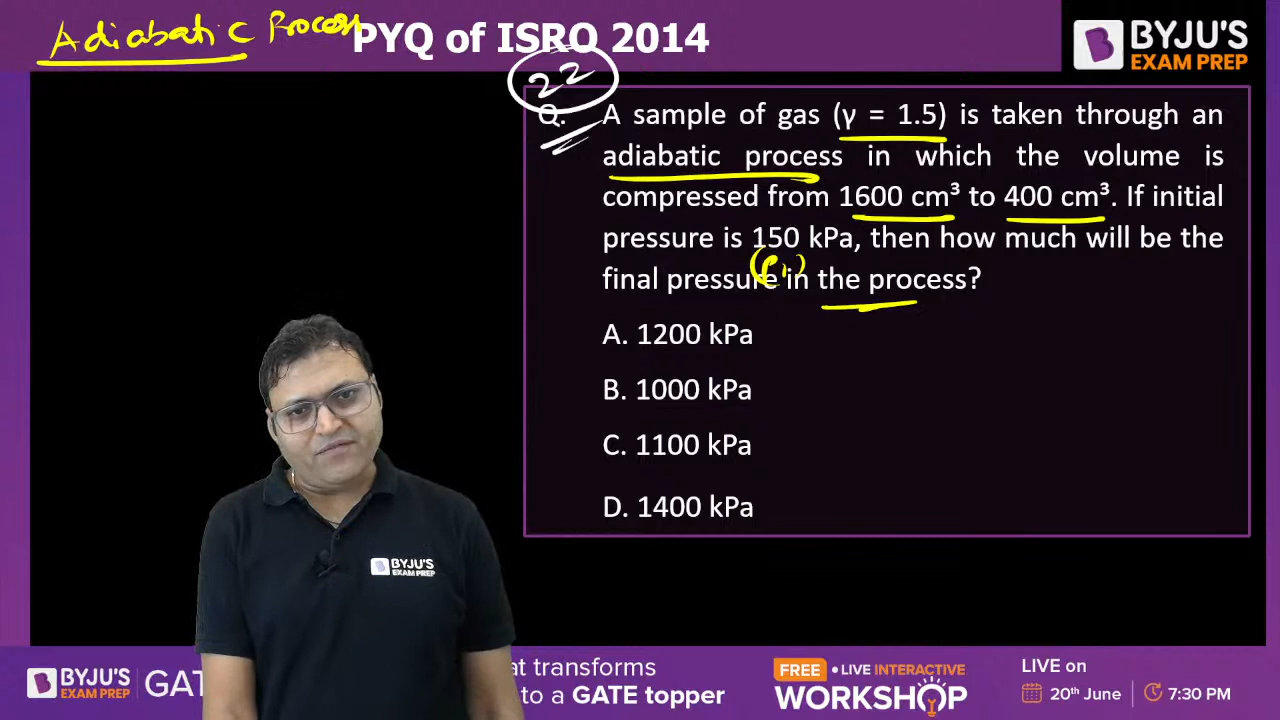 Adiabatic Process
PYQ of ISRO 2014
BYJU'S
EXAM PREP
22
Q. A sample of gas (γ = 1.5) is taken through an
adiabatic process in which the volume is
compressed from 1600 cm³ to 400 cm³. If initial
pressure is 150 kPa, then how much will be the
(P₁)
final pressure in the process?
A. 1200 kPa
B. 1000 kPa
C. 1100 kPa
D. 1400 kPa
BYJU'S
EXAM PREP
BYJU'S
EXAM PREP
GAT
at transforms
to a GATE topper
FREE • LIVE INTERACTIVE
WORKSHOP
LIVE on
20th June
7:30 PM